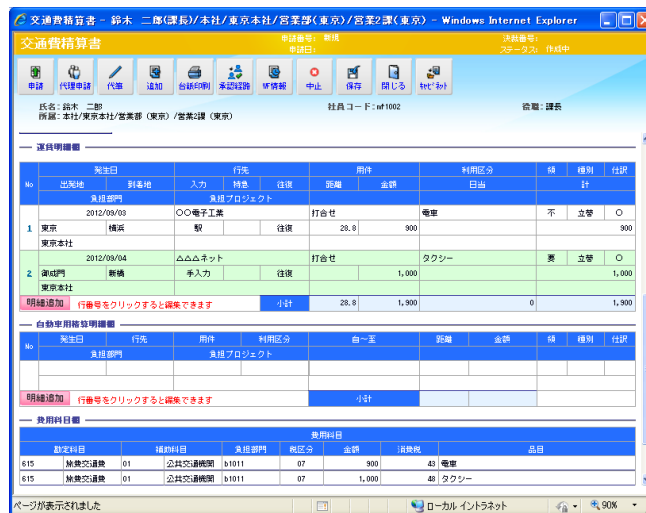 交通費精算書 - 鈴木 二郎(課長)/本社/東京本社/営業部(東京)/営業2課(東京) - Windows Internet Explorer
交通費精算書 申請番号: 新規 決裁番号:
申請日: ステータス: 作成中
申請 代理申請 代筆 追加 台紙印刷 承認経路 WF情報 中止 保存 閉じる ｷｬﾋﾞﾈｯﾄ
氏名: 鈴木 二郎 社員コード: nf1002 役職: 課長
所属: 本社/東京本社/営業部 (東京) /営業2課 (東京)
運賃明細欄
No 発生日 行先 用件 利用区分 領 種別 仕訳
出発地 到着地 入力 特急 往復 距離 金額 日当 計
負担部門 負担プロジェクト
1 2012/09/03 〇〇電子工業 打合せ 電車 不 立替 〇
東京 横浜 駅 往復 28.8 900 900
東京本社
2 2012/09/04 △△△ネット 打合せ タクシー 要 立替 〇
御成門 新橋 手入力 往復 1,000 1,000
東京本社
明細追加 行番号をクリックすると編集できます 小計 28.8 1,900 0 1,900
自動車用精算明細欄
No 発生日 行先 用件 利用区分 自～至 距離 金額 領 種別 仕訳
負担部門 負担プロジェクト
明細追加 行番号をクリックすると編集できます 小計
費用科目欄
費用科目
勘定科目 補助科目 負担部門 税区分 金額 消費税 品目
615 旅費交通費 01 公共交通機関 b1011 07 900 43 電車
615 旅費交通費 01 公共交通機関 b1011 07 1,000 48 タクシー
ページが表示されました ローカル イントラネット 90%